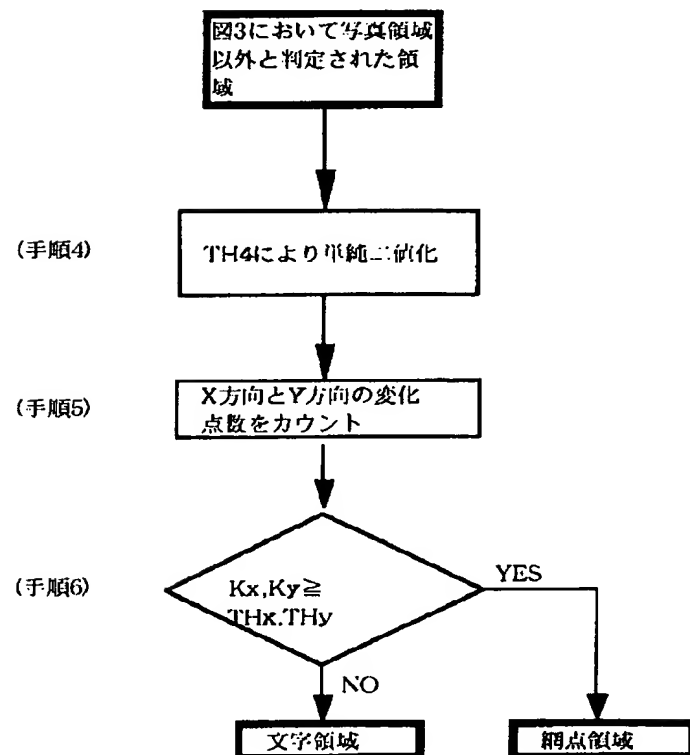 図3において写真領域
以外と判定された領
域
(手順4)
TH4により単純二値化
(手順5)
X方向とY方向の変化
点数をカウント
(手順6)
Kx,Ky≧
THx.THy
YES
NO
文字領域
網点領域